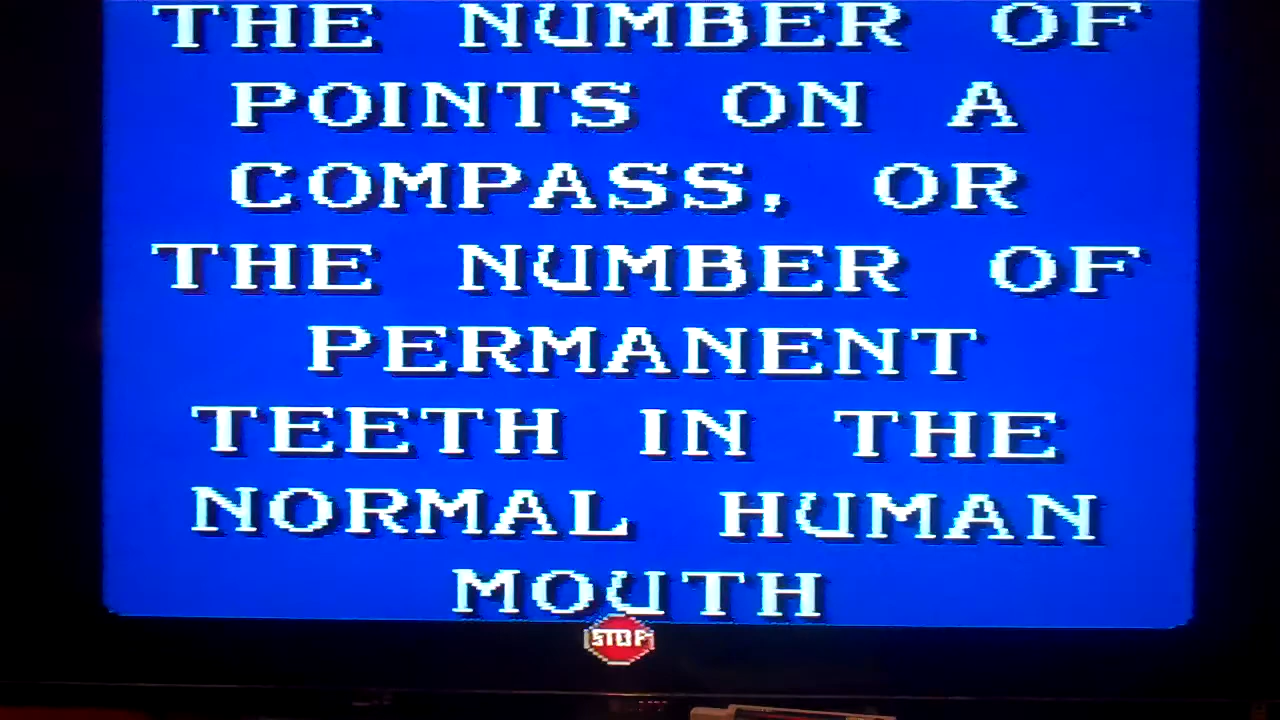 THE NUMBER OF
POINTS ON A
COMPASS, OR
THE NUMBER OF
PERMANENT
TEETH IN THE
NORMAL HUMAN
MOUTH
STOP